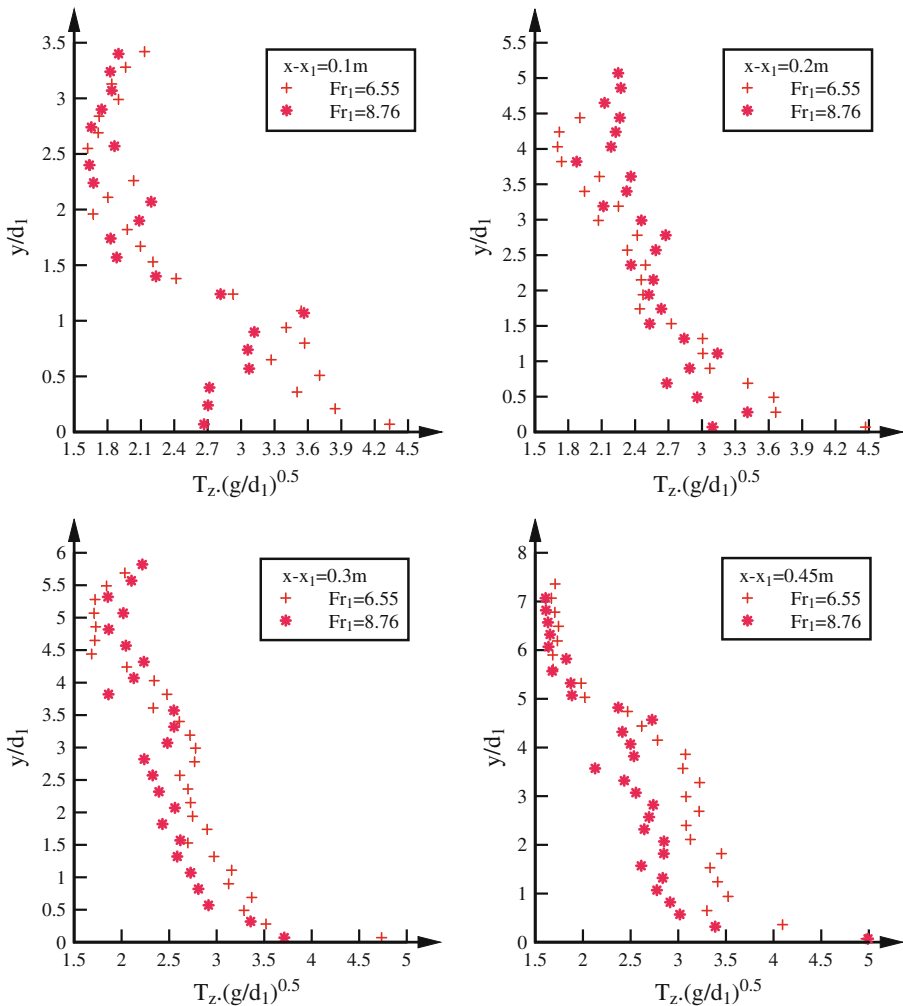 3.5
3
2.5
2
1.5
1
0.5
0
y/d1
x-x1=0.1m
Fr1=6.55
Fr1=8.76
1.5 1.8 2.1 2.4 2.7 3 3.3 3.6 3.9 4.2 4.5
Tz.(g/d1)0.5
5.5
5
4.5
4
3.5
3
2.5
2
1.5
1
0.5
0
y/d1
x-x1=0.2m
Fr1=6.55
Fr1=8.76
1.5 1.8 2.1 2.4 2.7 3 3.3 3.6 3.9 4.2 4.5
Tz.(g/d1)0.5
6
5.5
5
4.5
4
3.5
3
2.5
2
1.5
1
0.5
0
y/d1
x-x1=0.3m
Fr1=6.55
Fr1=8.76
1.5 2 2.5 3 3.5 4 4.5 5
Tz.(g/d1)0.5
8
7
6
5
4
3
2
1
0
y/d1
x-x1=0.45m
Fr1=6.55
Fr1=8.76
1.5 2 2.5 3 3.5 4 4.5 5
Tz.(g/d1)0.5